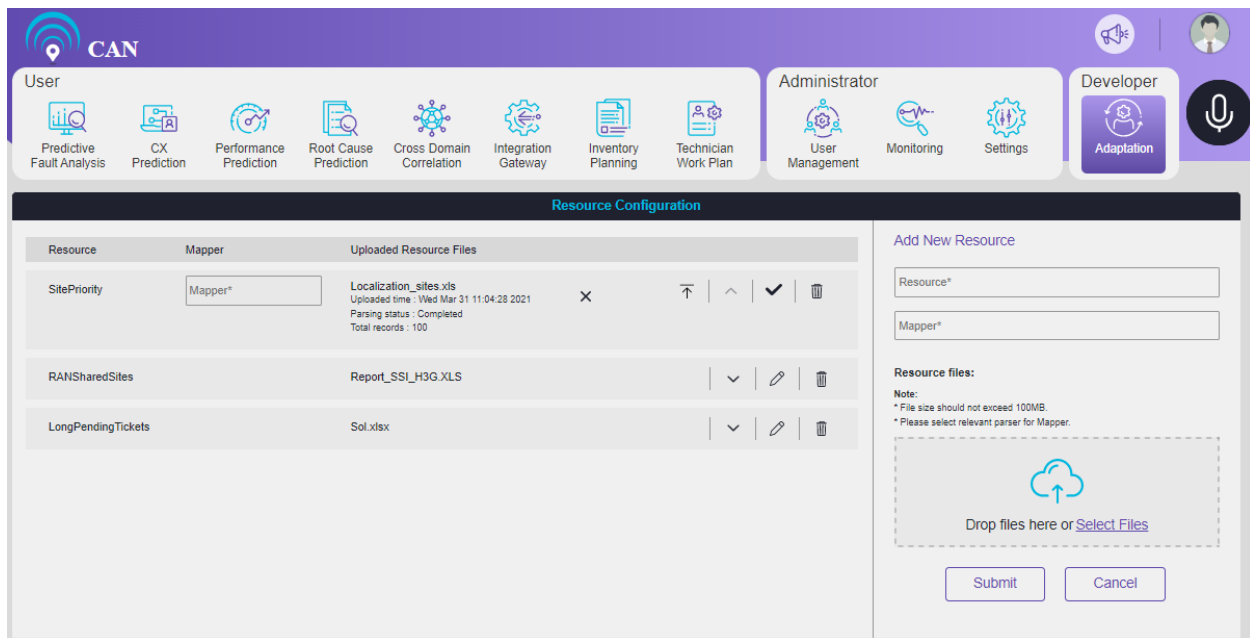 CAN
User
Administrator
Developer
Predictive
Fault Analysis
CX
Prediction
Performance
Prediction
Root Cause
Prediction
Cross Domain
Correlation
Integration
Gateway
Inventory
Planning
Technician
Work Plan
User
Management
Monitoring
Settings
Adaptation
Resource Configuration
Resource Mapper Uploaded Resource Files
SitePriority
Mapper*
Localization_sites.xls
Uploaded time : Wed Mar 31 11:04:28 2021
Parsing status : Completed
Total records : 100
RANSharedSites Report_SSI_H3G.XLS
LongPendingTickets Sol.xlsx
Add New Resource
Resource*
Mapper*
Resource files:
Note:
* File size should not exceed 100MB.
* Please select relevant parser for Mapper.
Drop files here or Select Files
Submit Cancel